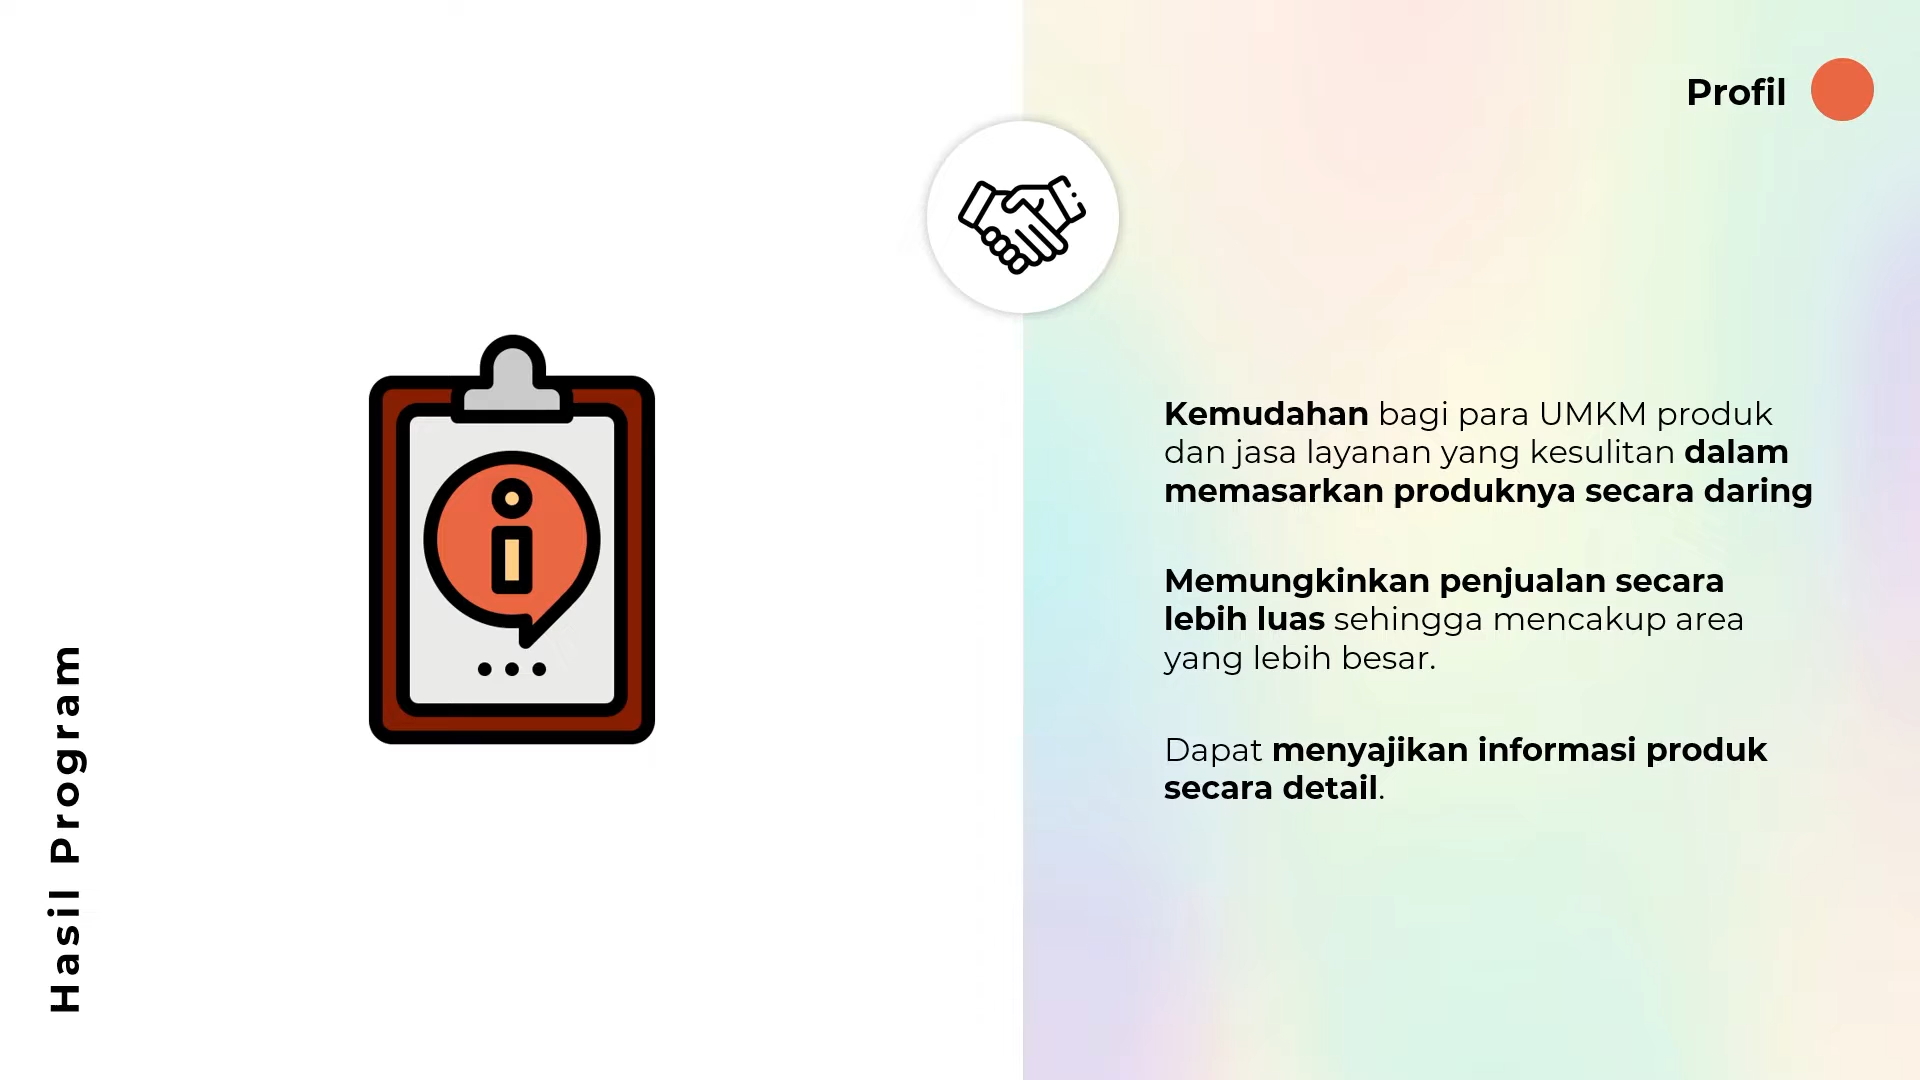 Profil
Kemudahan bagi para UMKM produk
dan jasa layanan yang kesulitan dalam
memasarkan produknya secara daring
Memungkinkan penjualan secara
lebih luas sehingga mencakup area
yang lebih besar.
Dapat menyajikan informasi produk
secara detail.
Hasil Program